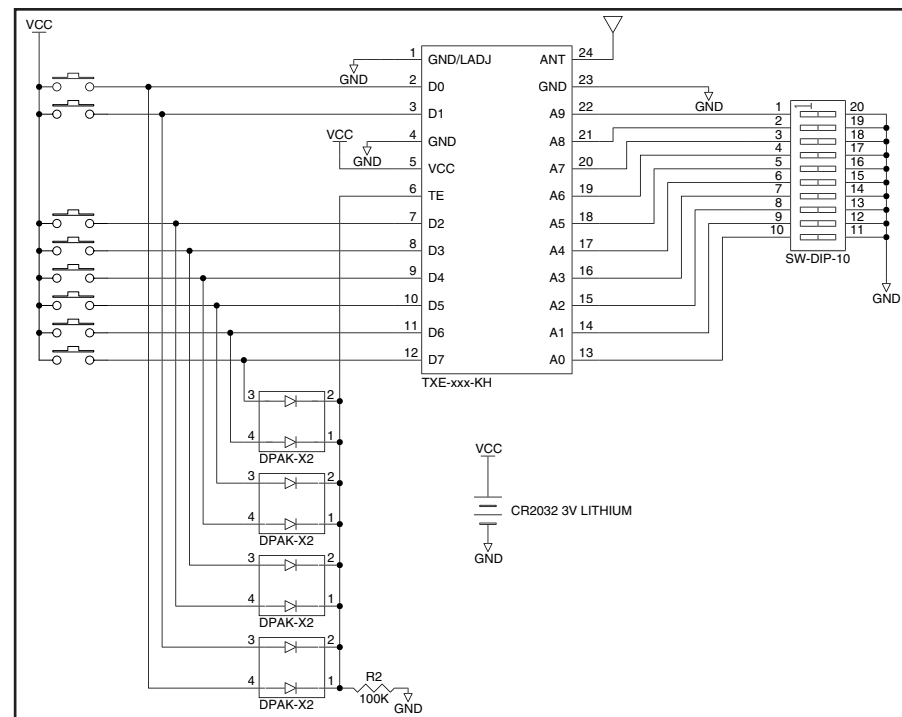 VCC
1 GND/LADJ ANT 24
GND
2 D0 GND 23
GND
3 D1 A9 22
4 GND A8 21
GND
VCC
5 VCC A7 20
6 TE A6 19
7 D2 A5 18
8 D3 A4 17
9 D4 A3 16
10 D5 A2 15
11 D6 A1 14
12 D7 A0 13
TXE-xxx-KH
1 20
2 19
3 18
4 17
5 16
6 15
7 14
8 13
9 12
10 11
SW-DIP-10
GND
3 2
4 1
DPAK-X2
3 2
4 1
DPAK-X2
3 2
4 1
DPAK-X2
3 2
4 1
DPAK-X2
R2
100K
GND
VCC
CR2032 3V LITHIUM
GND